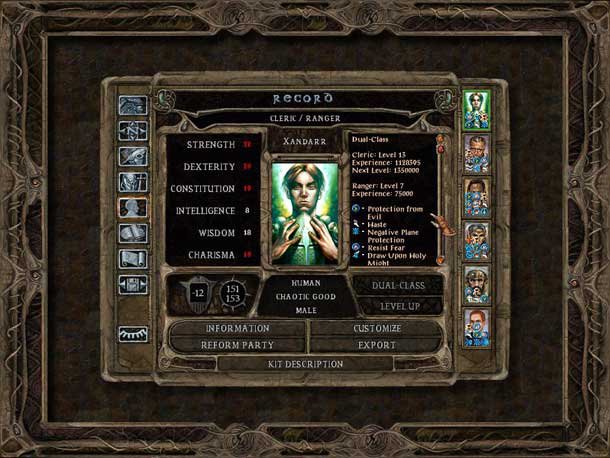 RECORD
CLERIC / RANGER
STRENGTH
DEXTERITY
CONSTITUTION
INTELLIGENCE 8
WISDOM 18
CHARISMA
XANDARR
Dual-Class
Cleric: Level 13
Experience: 1128395
Next Level: 1350000
Ranger: Level 7
Experience: 75000
• Protection from
Evil
• Haste
• Negative Plane
Protection
• Resist Fear
• Draw Upon Holy
Might
-12
151
153
HUMAN
CHAOTIC GOOD
MALE
DUAL-CLASS
LEVEL UP
INFORMATION
CUSTOMIZE
REFORM PARTY
EXPORT
KIT DESCRIPTION